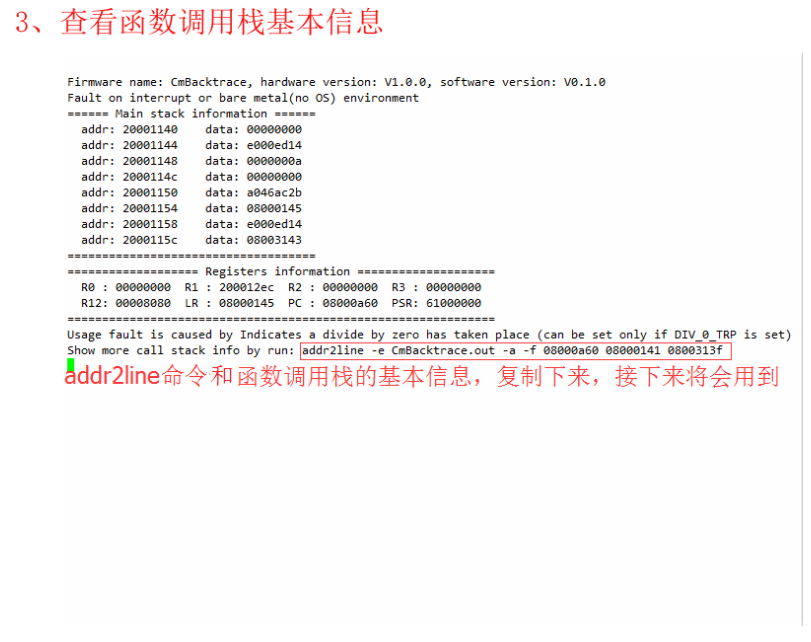 3、查看函数调用栈基本信息
Firmware name: CmBacktrace, hardware version: V1.0.0, software version: V0.1.0
Fault on interrupt or bare metal(no OS) environment
====== Main stack information ======
addr: 20001140 data: 00000000
addr: 20001144 data: e000ed14
addr: 20001148 data: 0000000a
addr: 2000114c data: 00000000
addr: 20001150 data: a046ac2b
addr: 20001154 data: 08000145
addr: 20001158 data: e000ed14
addr: 2000115c data: 08003143
====================================
=================== Registers information ====================
R0 : 00000000 R1 : 200012ec R2 : 00000000 R3 : 00000000
R12: 00008080 LR : 08000145 PC : 08000a60 PSR: 61000000
==============================================================
Usage fault is caused by Indicates a divide by zero has taken place (can be set only if DIV_0_TRP is set)
Show more call stack info by run: addr2line -e CmBacktrace.out -a -f 08000a60 08000141 0800313f
addr2line命令和函数调用栈的基本信息，复制下来，接下来将会用到